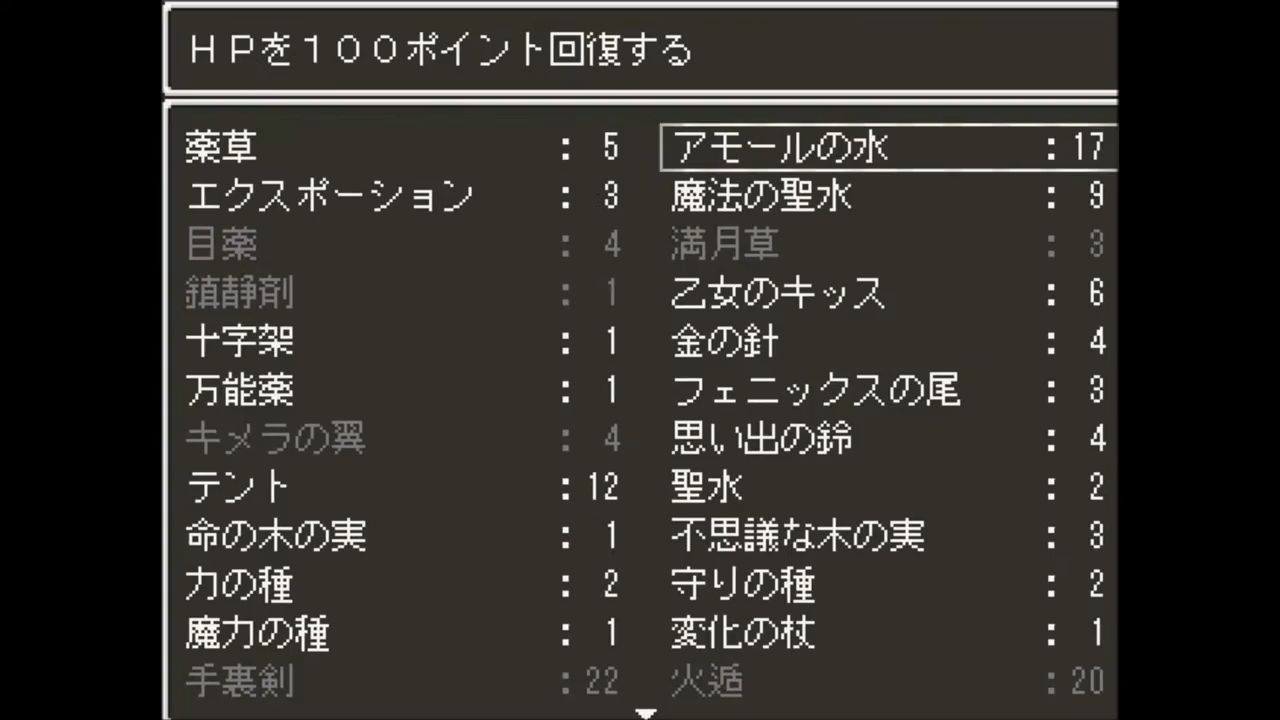 ＨＰを１００ポイント回復する
薬草 : 5 アモールの水 : 17
エクスポーション : 3 魔法の聖水 : 9
目薬 : 4 満月草 : 3
鎮静剤 : 1 乙女のキッス : 6
十字架 : 1 金の針 : 4
万能薬 : 1 フェニックスの尾 : 3
キメラの翼 : 4 思い出の鈴 : 4
テント : 12 聖水 : 2
命の木の実 : 1 不思議な木の実 : 3
力の種 : 2 守りの種 : 2
魔力の種 : 1 変化の杖 : 1
手裏剣 : 22 火遁 : 20